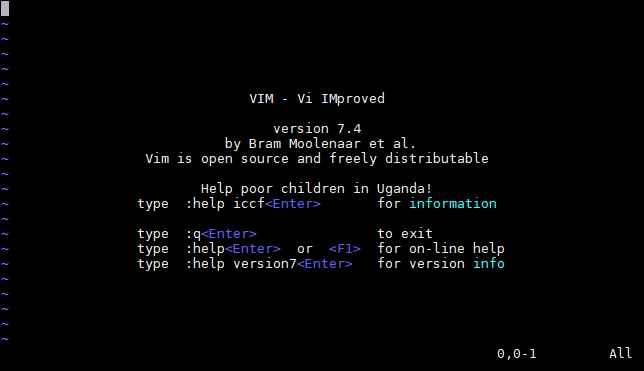 ~
~
~
~
~
VIM - Vi IMproved
~
version 7.4
by Bram Moolenaar et al.
Vim is open source and freely distributable
~
Help poor children in Uganda!
type :help iccf<Enter> for information
~
type :q<Enter> to exit
type :help<Enter> or <F1> for on-line help
type :help version7<Enter> for version info
~
~
~
~
~
0,0-1 All